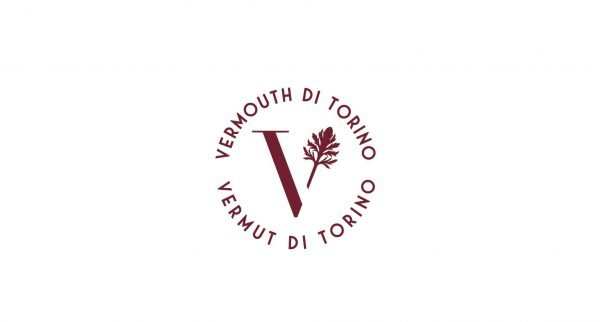 VERMOUTH DI TORINO
V
VERMUT DI TORINO